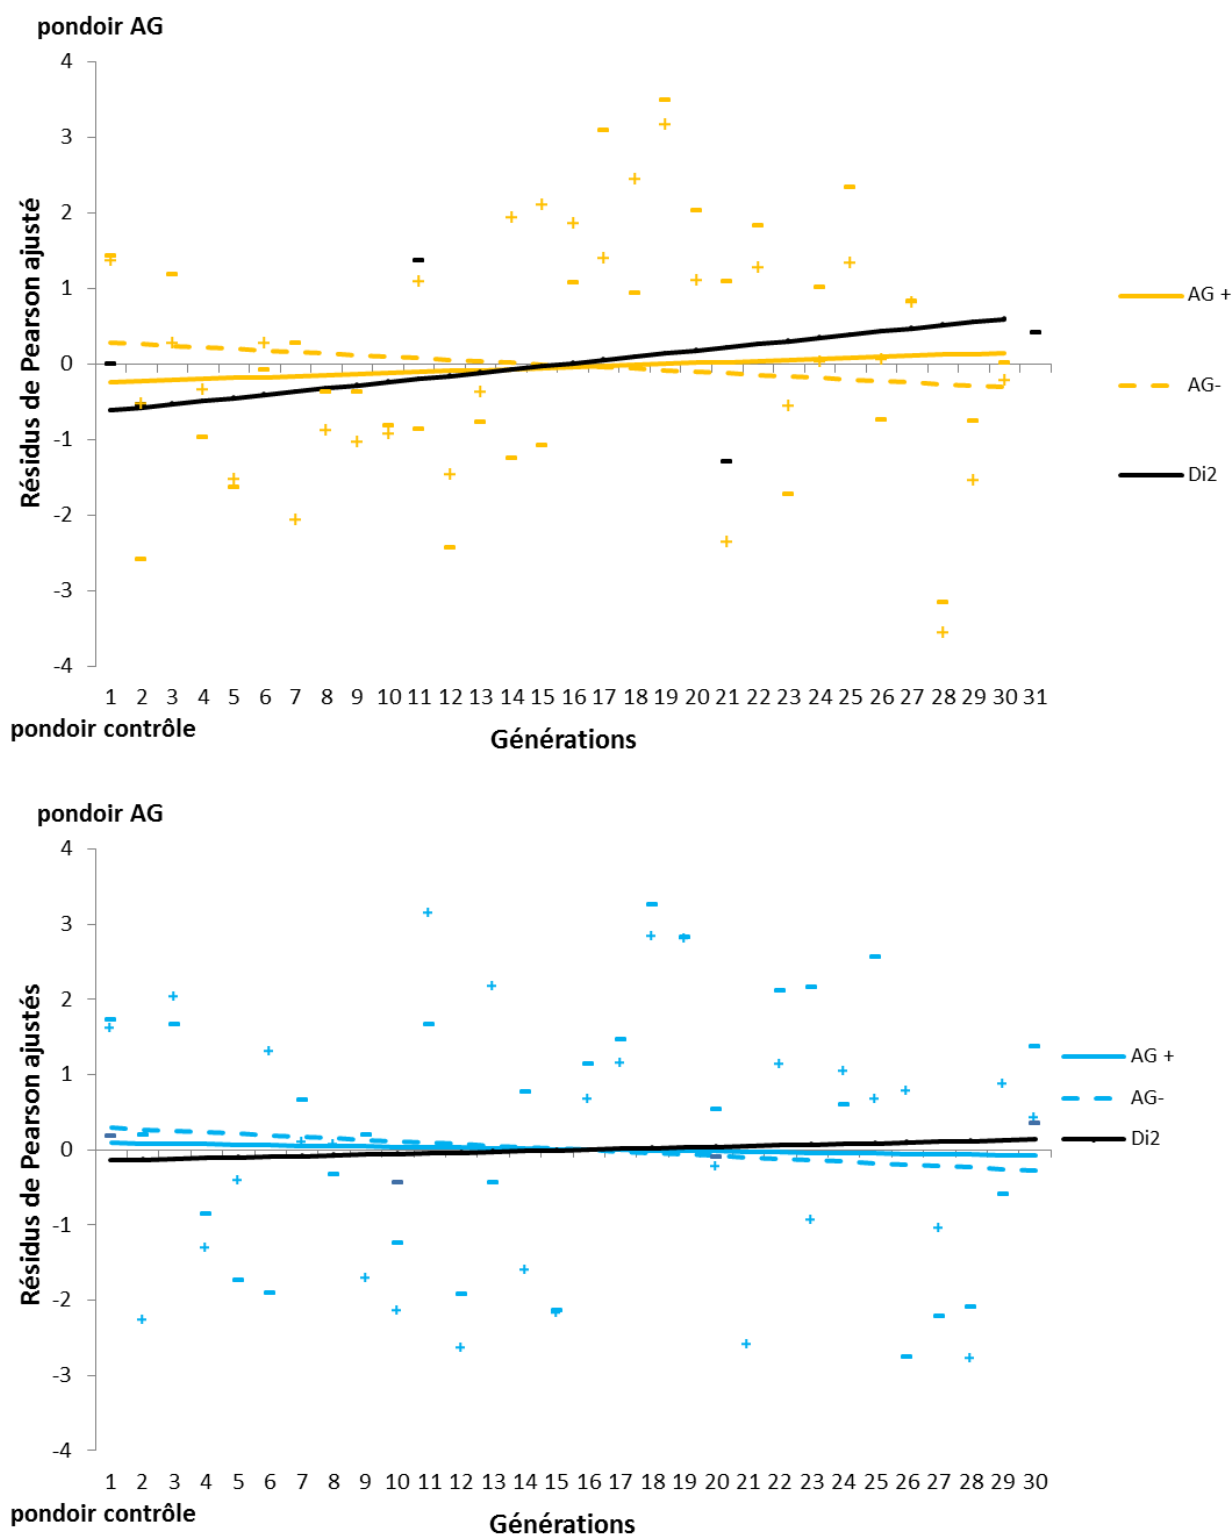 pondoir AG
4
3
2
1
0
-1
-2
-3
-4
Résidus de Pearson ajusté
AG +
AG-
Di2
1 2 3 4 5 6 7 8 9 10 11 12 13 14 15 16 17 18 19 20 21 22 23 24 25 26 27 28 29 30 31
pondoir contrôle
Générations
pondoir AG
4
3
2
1
0
-1
-2
-3
-4
Résidus de Pearson ajustés
AG +
AG-
Di2
1 2 3 4 5 6 7 8 9 10 11 12 13 14 15 16 17 18 19 20 21 22 23 24 25 26 27 28 29 30
pondoir contrôle
Générations